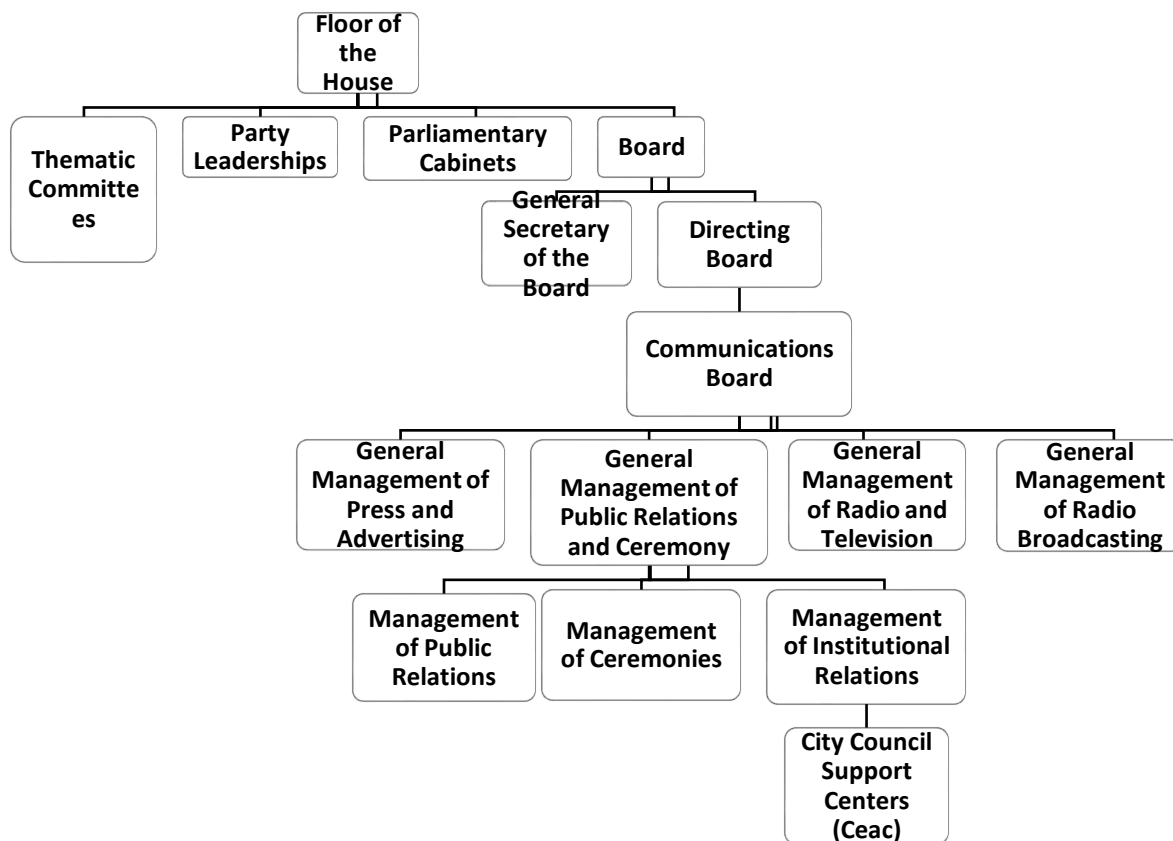 Floor of
the
House
Thematic
Committe
es
Party
Leaderships
Parliamentary
Cabinets
Board
General
Secretary
of the
Board
Directing
Board
Communications
Board
General
Management of
Press and
Advertising
General
Management of
Public Relations
and Ceremony
General
Management
of Radio and
Television
General
Management
of Radio
Broadcasting
Management
of Public
Relations
Management
of Ceremonies
Management
of Institutional
Relations
City Council
Support
Centers
(Ceac)